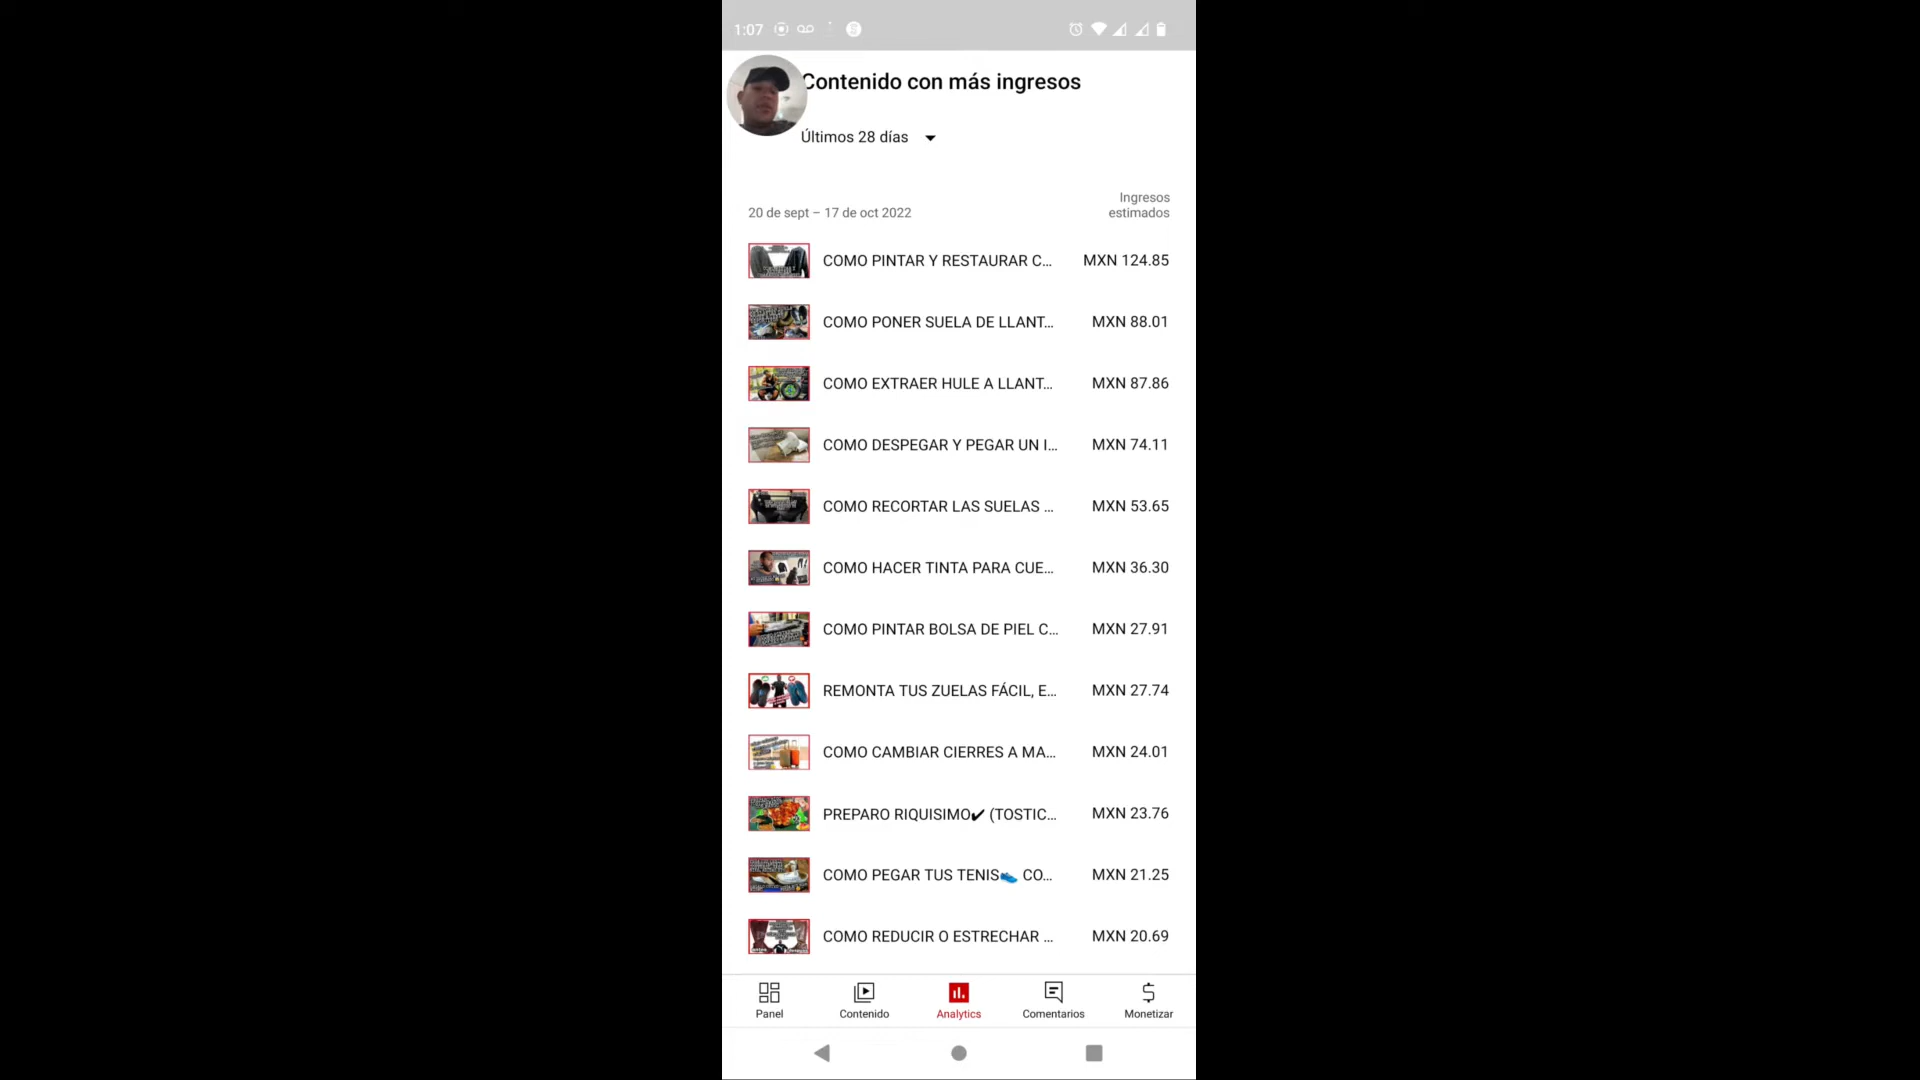 1:07
Contenido con más ingresos
Últimos 28 días
Ingresos
estimados
20 de sept – 17 de oct 2022
COMO PINTAR Y RESTAURAR C... MXN 124.85
COMO PONER SUELA DE LLANT... MXN 88.01
COMO EXTRAER HULE A LLANT... MXN 87.86
COMO DESPEGAR Y PEGAR UN I... MXN 74.11
COMO RECORTAR LAS SUELAS ... MXN 53.65
COMO HACER TINTA PARA CUE... MXN 36.30
COMO PINTAR BOLSA DE PIEL C... MXN 27.91
REMONTA TUS ZUELAS FÁCIL, E... MXN 27.74
COMO CAMBIAR CIERRES A MA... MXN 24.01
PREPARO RIQUISIMO✔ (TOSTIC... MXN 23.76
COMO PEGAR TUS TENIS👟 CO... MXN 21.25
COMO REDUCIR O ESTRECHAR ... MXN 20.69
Panel Contenido Analytics Comentarios Monetizar